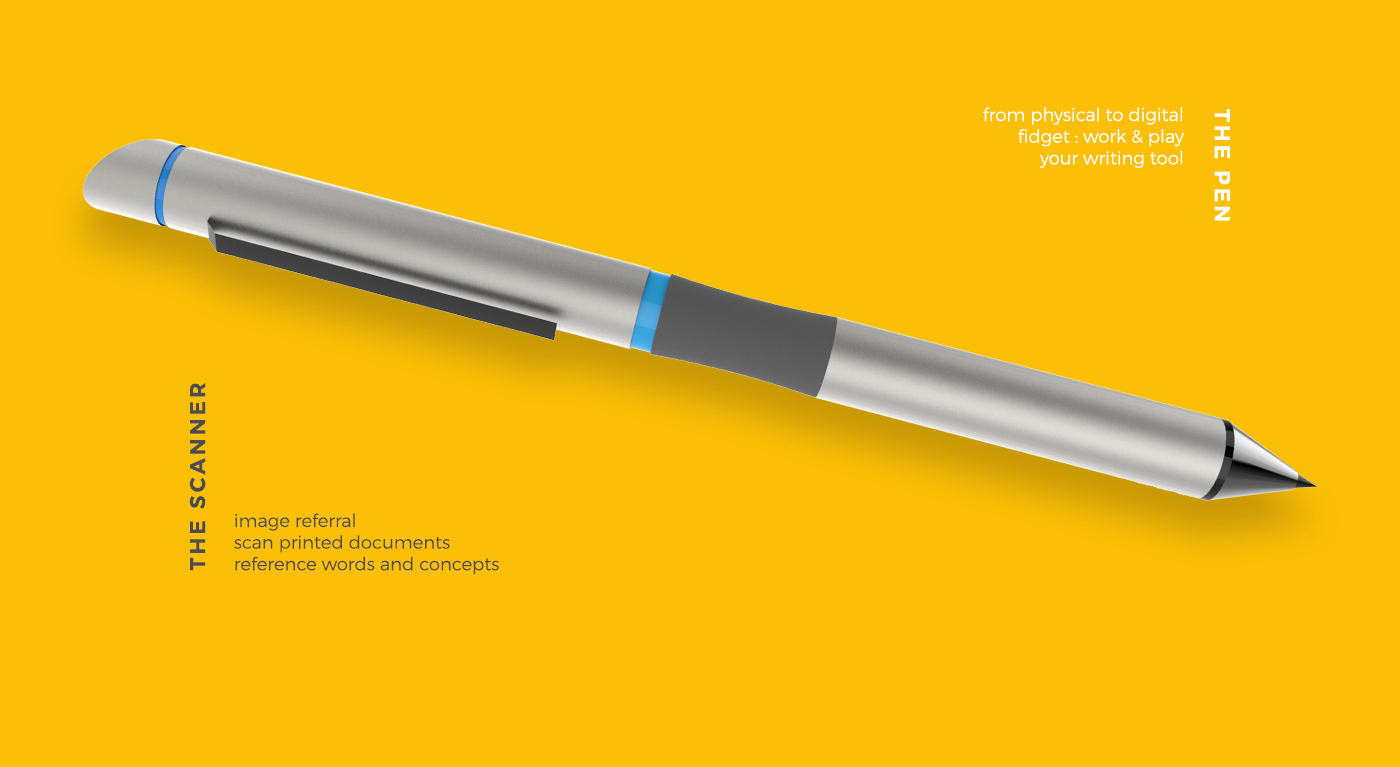 from physical to digital
fidget : work & play
your writing tool
THE PEN
THE SCANNER
image referral
scan printed documents
reference words and concepts